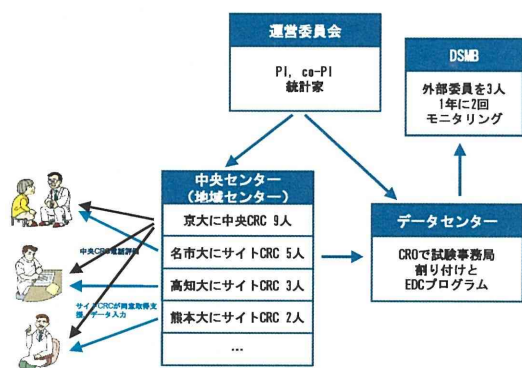 運営委員会
PI, co-PI
統計家
DSMB
外部委員を3人
1年に2回
モニタリング
中央センター
(地域センター)
京大に中央CRC 9人
名市大にサイトCRC 5人
高知大にサイトCRC 3人
熊本大にサイトCRC 2人
...
データセンター
CROで試験事務局
割り付けと
EDCプログラム
中央CRC電話評価
サイトCRCが同意取得支
援、データ入力